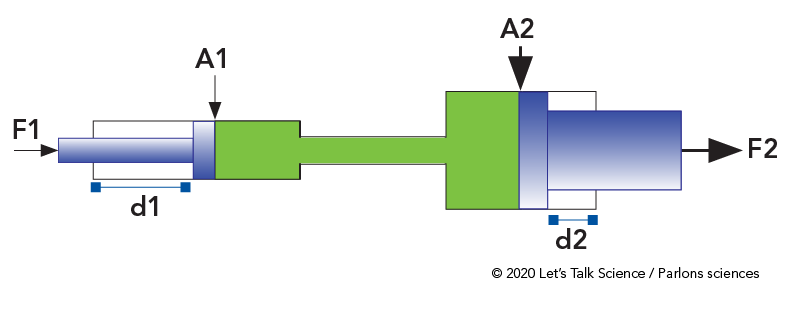 A2
A1
F1
F2
d1
d2
© 2020 Let's Talk Science / Parlons sciences